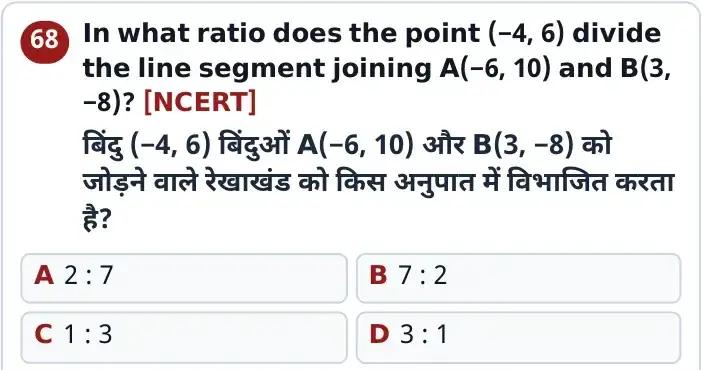 68 In what ratio does the point (−4, 6) divide
the line segment joining A(−6, 10) and B(3,
−8)? [NCERT]
बिंदु (−4, 6) बिंदुओं A(−6, 10) और B(3, −8) को
जोड़ने वाले रेखाखंड को किस अनुपात में विभाजित करता
है?
A 2 : 7
B 7 : 2
C 1 : 3
D 3 : 1